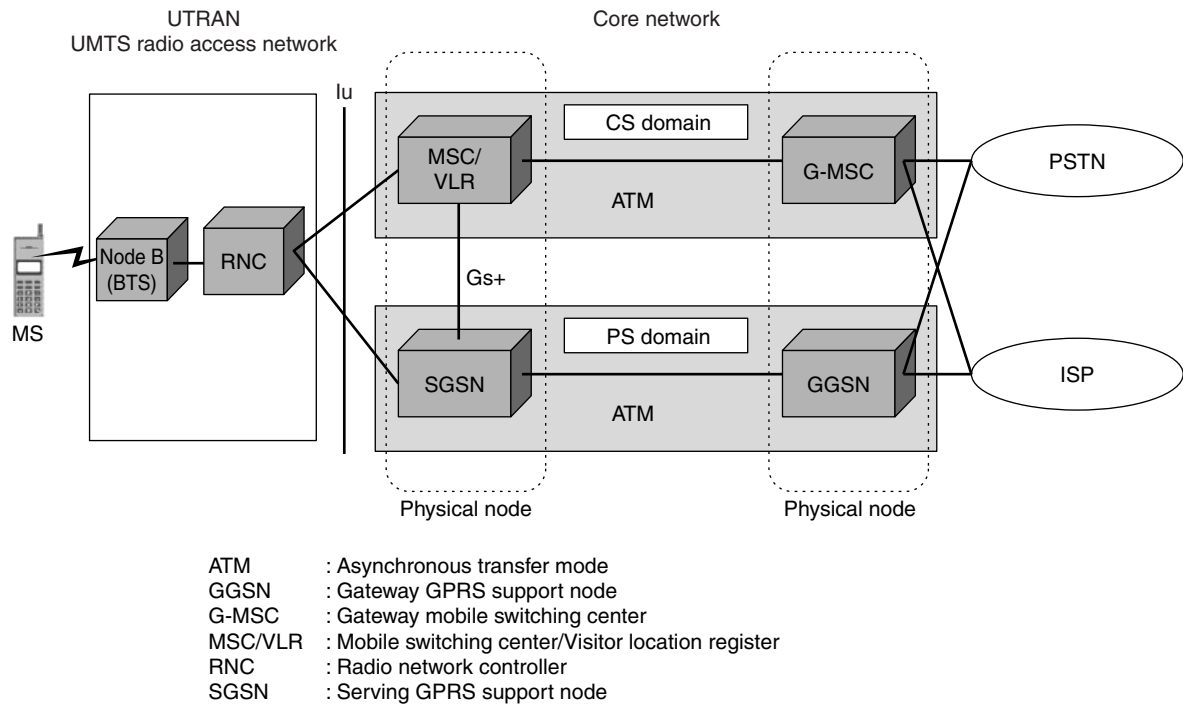 UTRAN
UMTS radio access network
Core network
Iu
CS domain
MSC/
VLR
G-MSC
PSTN
ATM
Node B
(BTS)
RNC
MS
Gs+
PS domain
SGSN
GGSN
ISP
ATM
Physical node
Physical node
ATM : Asynchronous transfer mode
GGSN : Gateway GPRS support node
G-MSC : Gateway mobile switching center
MSC/VLR : Mobile switching center/Visitor location register
RNC : Radio network controller
SGSN : Serving GPRS support node